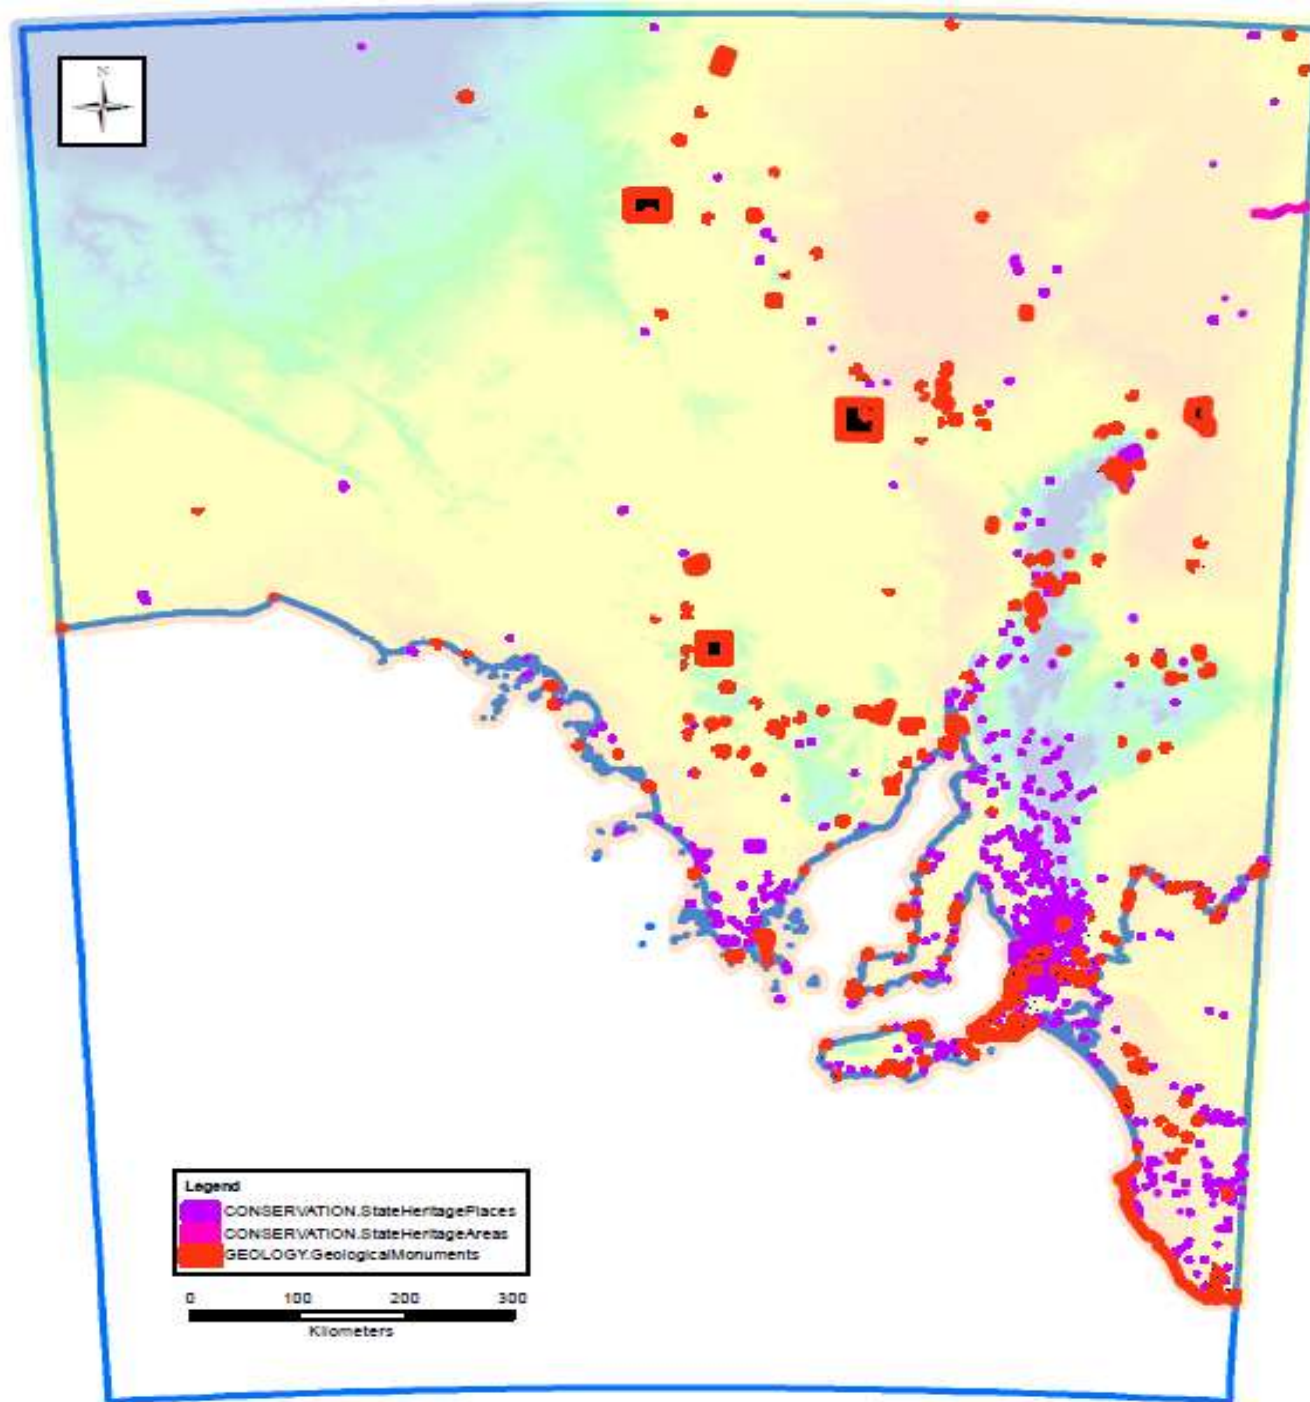 N
Legend
CONSERVATION.StateHeritagePlaces
CONSERVATION.StateHeritageAreas
GEOLOGY.GeologicalMonuments
0 100 200 300
Kilometers